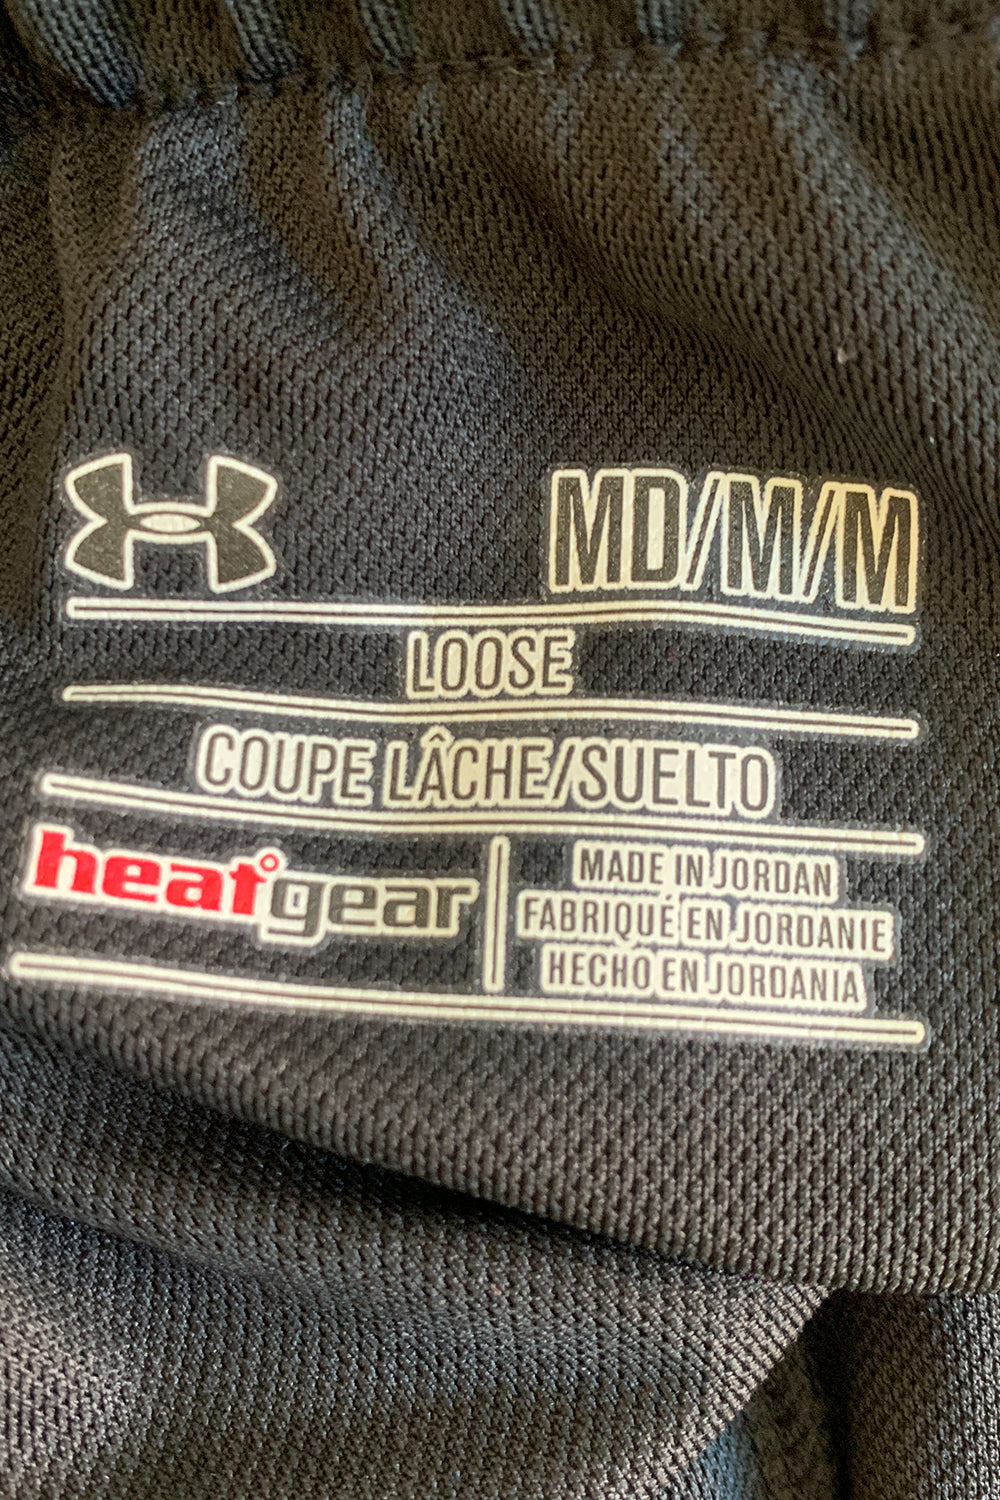 MD/M/M
LOOSE
COUPE LÂCHE/SUELTO
heatgear
MADE IN JORDAN
FABRIQUÉ EN JORDANIE
HECHO EN JORDANIA